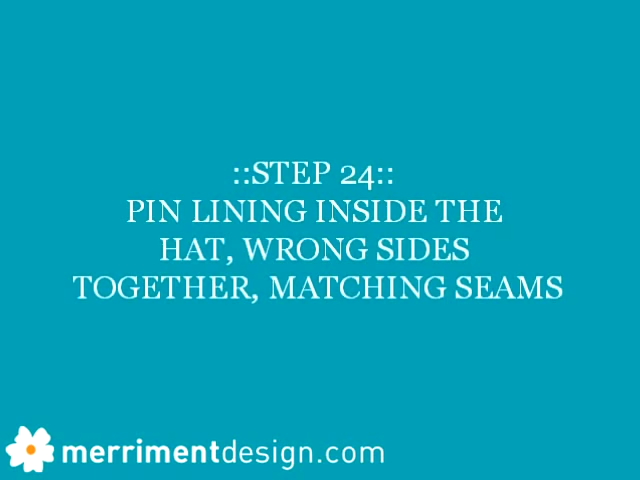 ::STEP 24::
PIN LINING INSIDE THE
HAT, WRONG SIDES
TOGETHER, MATCHING SEAMS
merrimentdesign.com